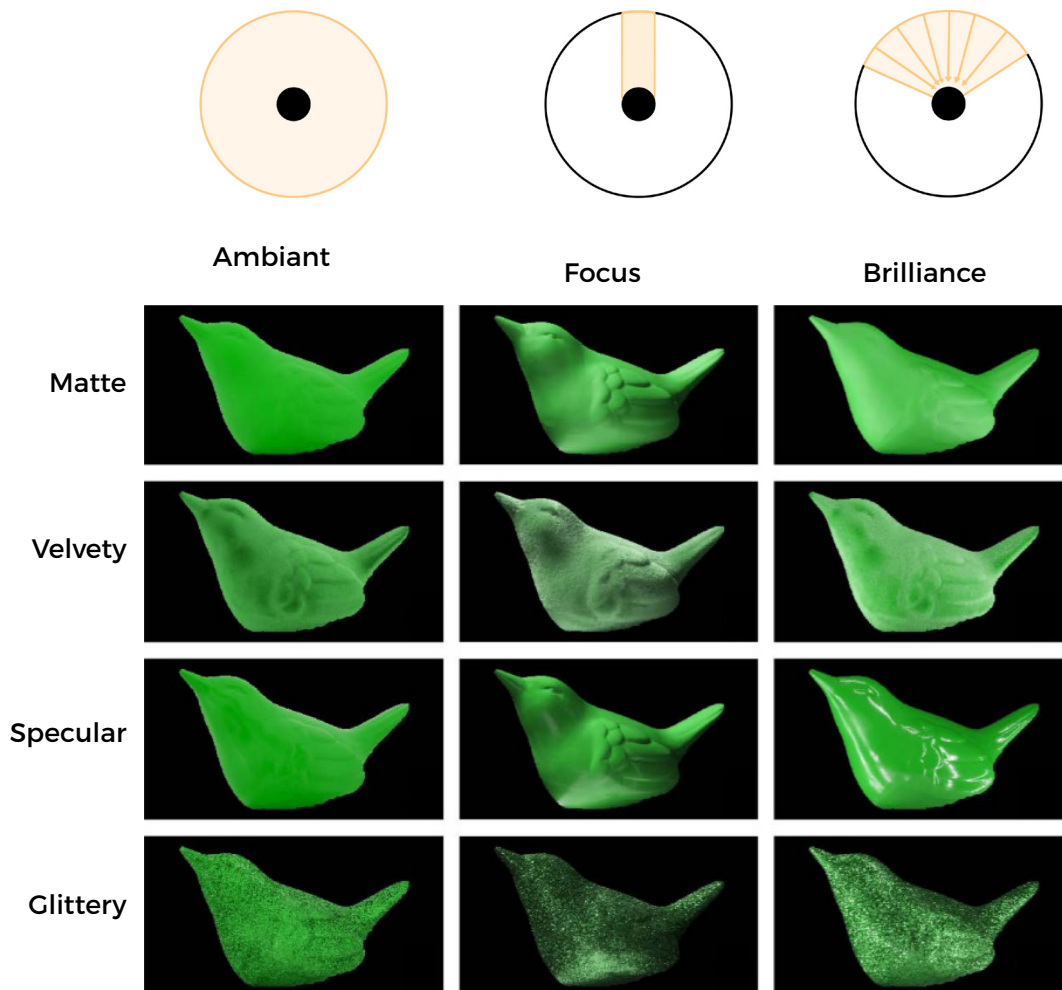 Ambiant
Focus
Brilliance
Matte
Velvety
Specular
Glittery